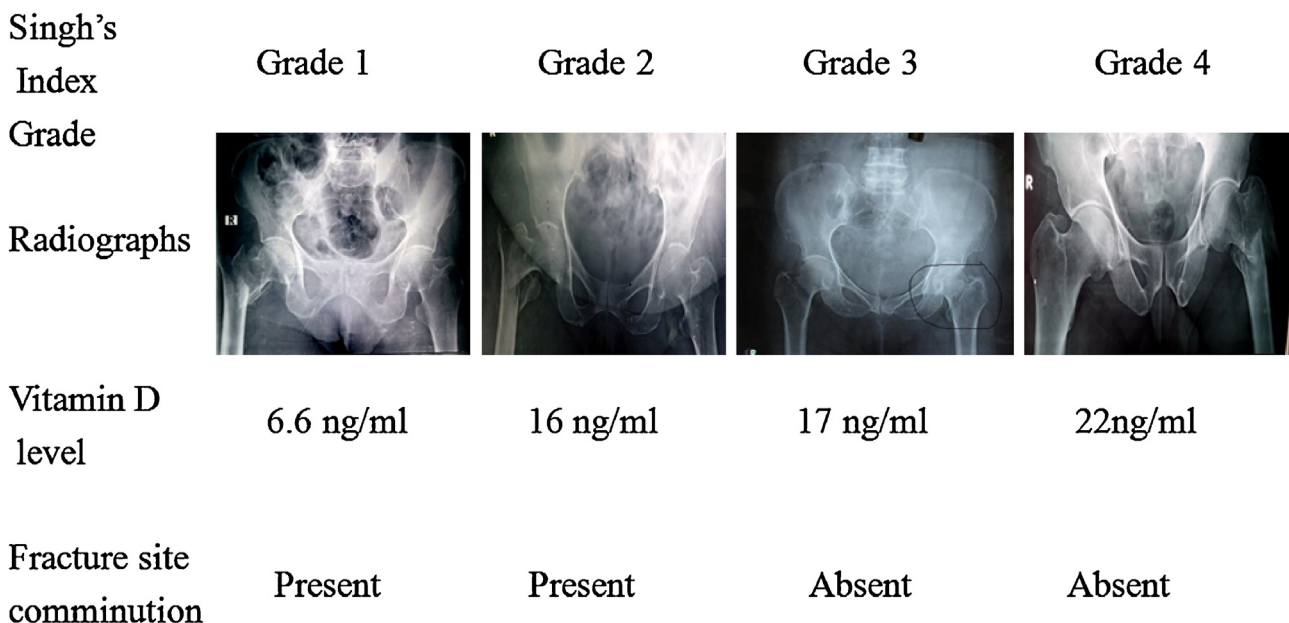 Singh's
Index
Grade
Grade 1 Grade 2 Grade 3 Grade 4
R
R
R
Radiographs
Vitamin D
level
6.6 ng/ml 16 ng/ml 17 ng/ml 22ng/ml
Fracture site
comminution
Present Present Absent Absent